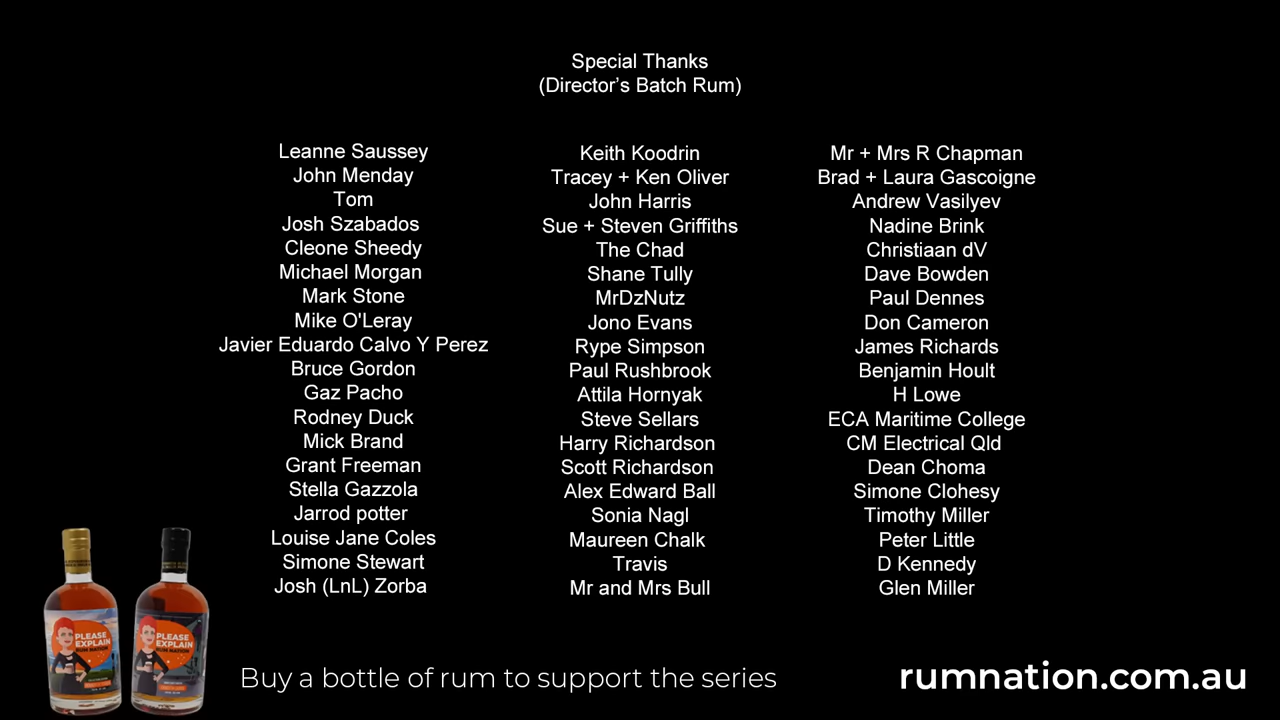 Special Thanks
(Director's Batch Rum)
Leanne Saussey
John Menday
Tom
Josh Szabados
Cleone Sheedy
Michael Morgan
Mark Stone
Mike O'Leray
Javier Eduardo Calvo Y Perez
Bruce Gordon
Gaz Pacho
Rodney Duck
Mick Brand
Grant Freeman
Stella Gazzola
Jarrod potter
Louise Jane Coles
Simone Stewart
Josh (LnL) Zorba
Keith Koodrin
Tracey + Ken Oliver
John Harris
Sue + Steven Griffiths
The Chad
Shane Tully
MrDzNutz
Jono Evans
Rype Simpson
Paul Rushbrook
Attila Hornyak
Steve Sellars
Harry Richardson
Scott Richardson
Alex Edward Ball
Sonia Nagl
Maureen Chalk
Travis
Mr and Mrs Bull
Mr + Mrs R Chapman
Brad + Laura Gascoigne
Andrew Vasilyev
Nadine Brink
Christiaan dV
Dave Bowden
Paul Dennes
Don Cameron
James Richards
Benjamin Hoult
H Lowe
ECA Maritime College
CM Electrical Qld
Dean Choma
Simone Clohesy
Timothy Miller
Peter Little
D Kennedy
Glen Miller
PLEASE
EXPLAIN
RUM NATION
PLEASE
EXPLAIN
RUM NATION
Buy a bottle of rum to support the series
rumnation.com.au